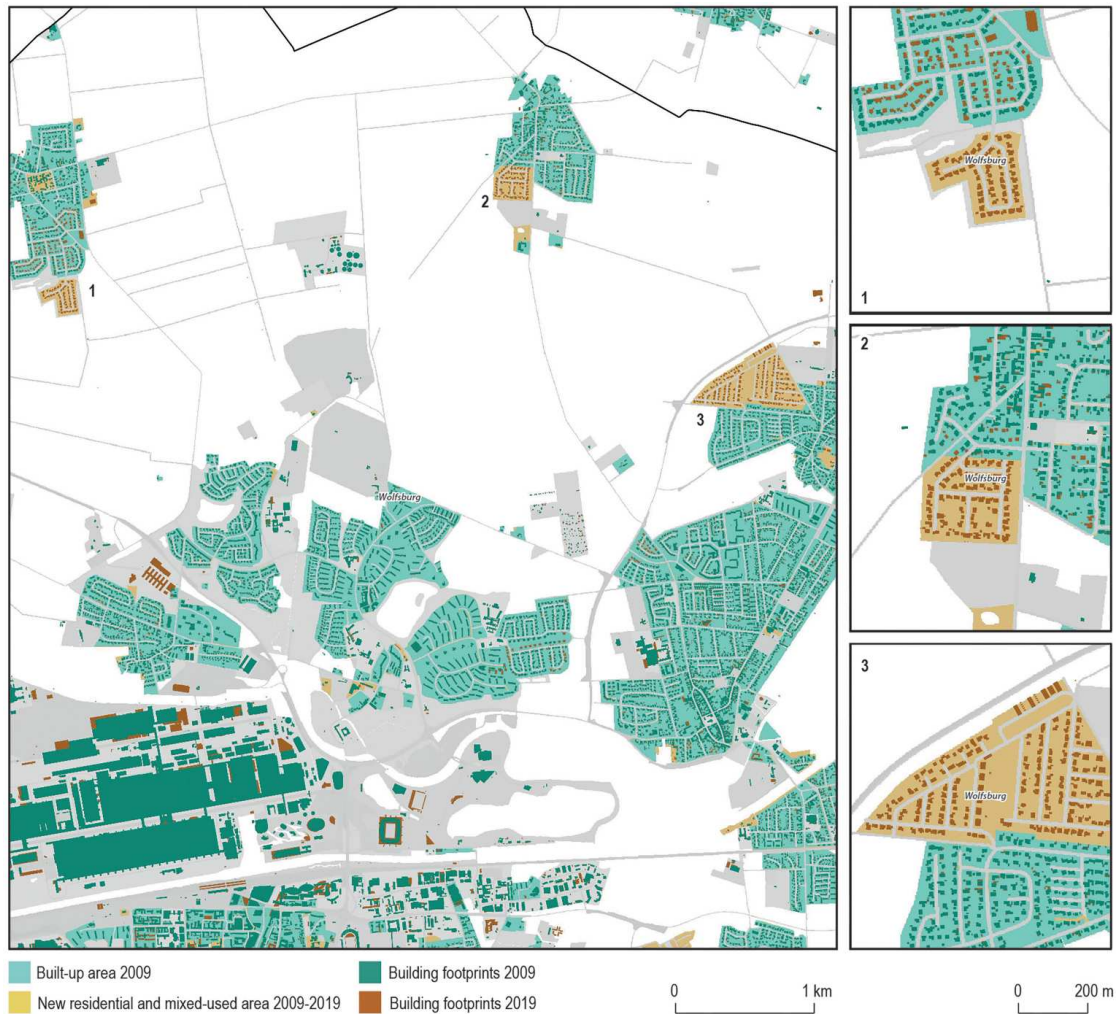 1
2
3
Wolfsburg
Wolfsburg
1
2
Wolfsburg
3
Wolfsburg
Built-up area 2009
New residential and mixed-used area 2009-2019
Building footprints 2009
Building footprints 2019
0 1 km
0 200 m